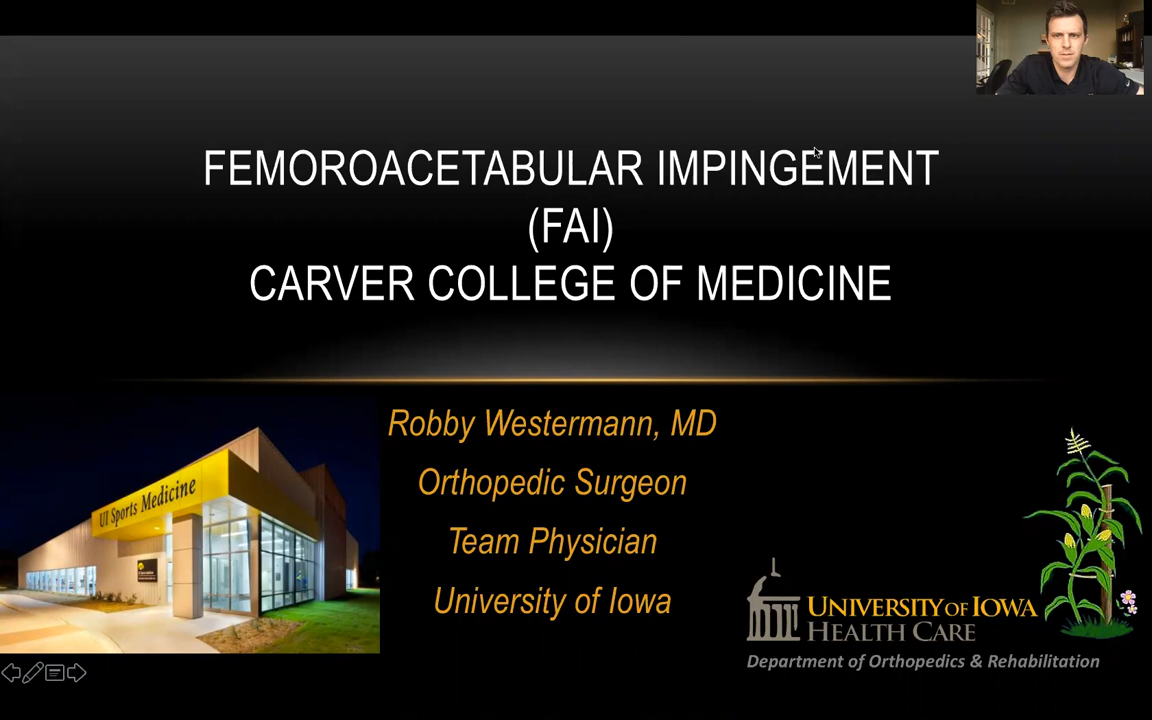 FEMOROACETABULAR IMPINGEMENT
(FAI)
CARVER COLLEGE OF MEDICINE
Robby Westermann, MD
Orthopedic Surgeon
Team Physician
University of Iowa
UI Sports Medicine
UNIVERSITY OF IOWA
HEALTH CARE
Department of Orthopedics & Rehabilitation